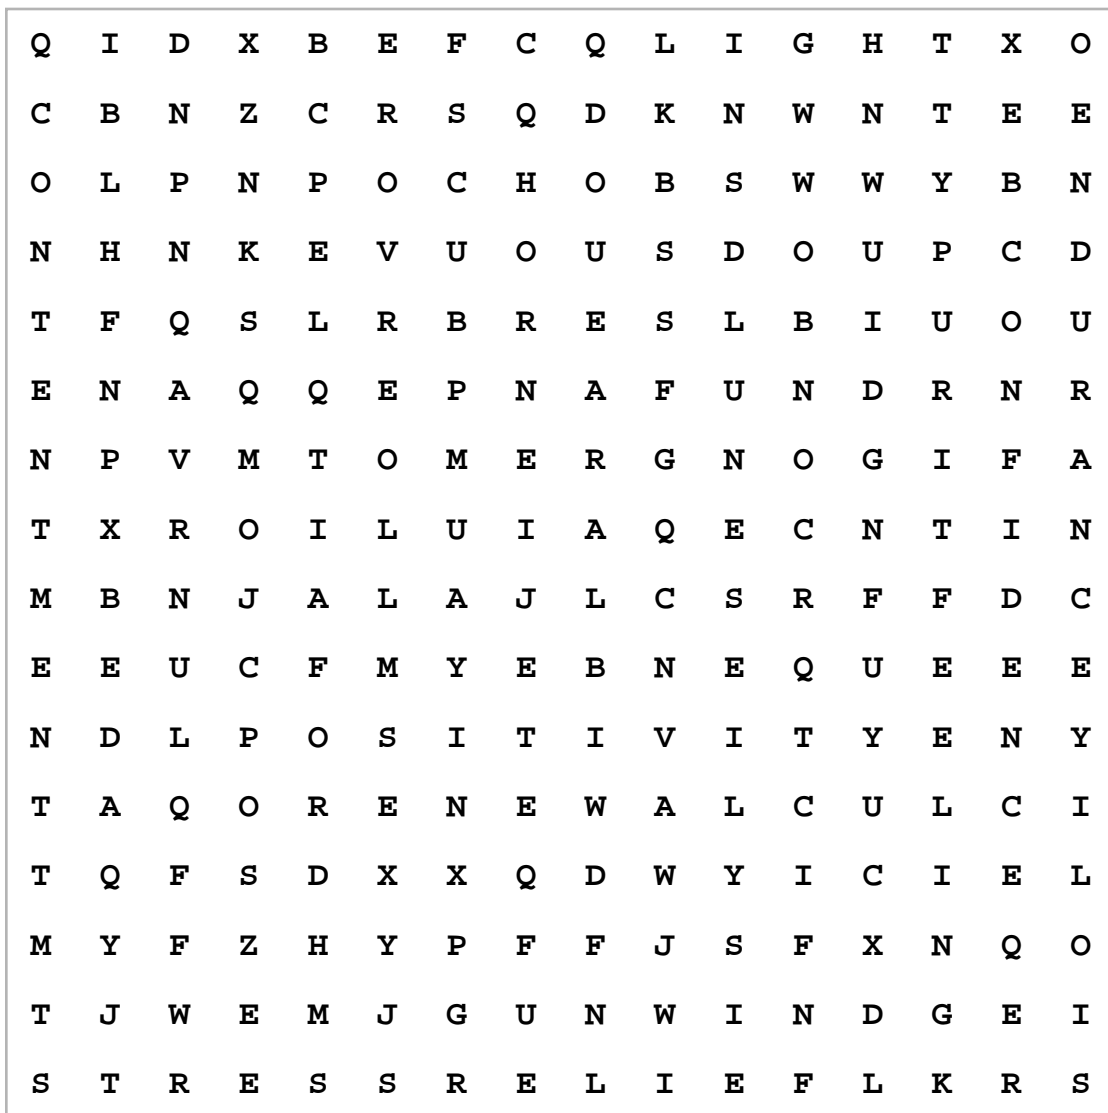 Q I D X B E F C Q L I G H T X O
C B N Z C R S Q D K N W N T E E
O L P N P O C H O B S W W Y B N
N H N K E V U O U S D O U P C D
T F Q S L R B R E S L B I U O U
E N A Q Q E P N A F U N D R N R
N P V M T O M E R G N O G I F A
T X R O I L U I A Q E C N T I N
M B N J A L A J L C S R F F D C
E E U C F M Y E B N E Q U E E E
N D L P O S I T I V I T Y E N Y
T A Q O R E N E W A L C U L C I
T Q F S D X X Q D W Y I C I E L
M Y F Z H Y P F F J S F X N Q O
T J W E M J G U N W I N D G E I
S T R E S S R E L I E F L K R S